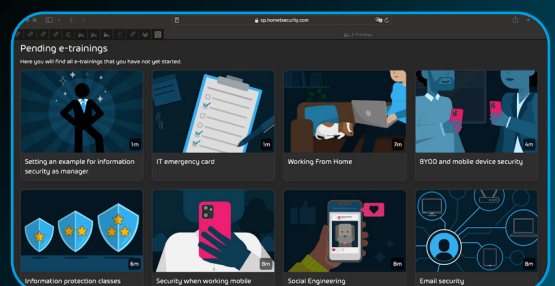 cp.hornetsecurity.com
E-Trainings
Pending e-trainings
Here you will find all e-trainings that you have not yet started.
1m
1m
7m
4m
Setting an example for information
security as manager
IT emergency card
Working From Home
BYOD and mobile device security
6m
8m
8m
8m
Information protection classes
Security when working mobile
Social Engineering
Email security